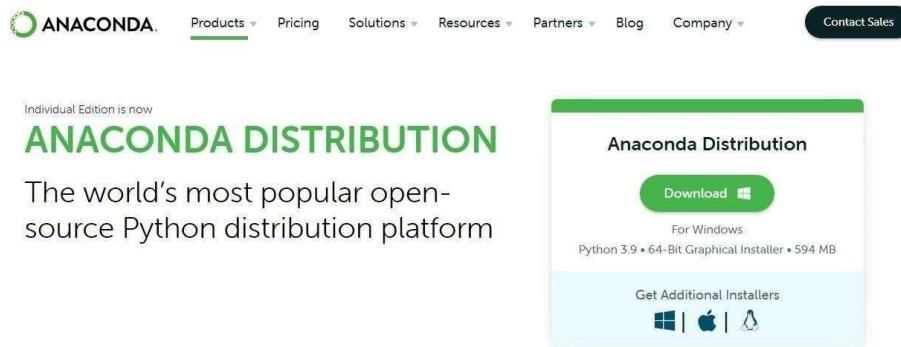 ANACONDA.
Products
Pricing
Solutions
Resources
Partners
Blog
Company
Contact Sales
Individual Edition is now
ANACONDA DISTRIBUTION
The world's most popular open-
source Python distribution platform
Anaconda Distribution
Download
For Windows
Python 3.9 • 64-Bit Graphical Installer • 594 MB
Get Additional Installers
| |